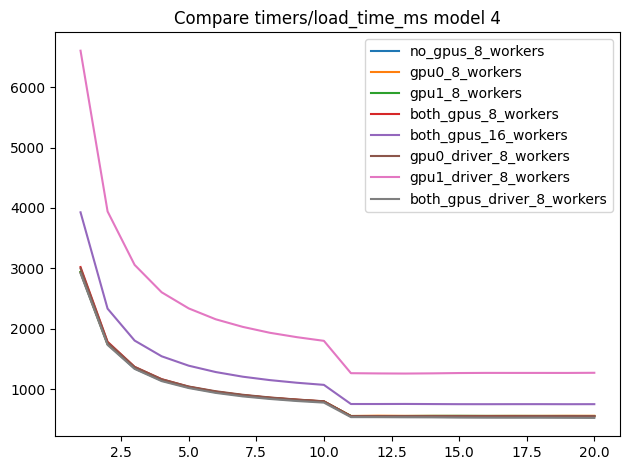 Compare timers/load_time_ms model 4
6000
5000
4000
3000
2000
1000
no_gpus_8_workers
gpu0_8_workers
gpu1_8_workers
both_gpus_8_workers
both_gpus_16_workers
gpu0_driver_8_workers
gpu1_driver_8_workers
both_gpus_driver_8_workers
2.5 5.0 7.5 10.0 12.5 15.0 17.5 20.0